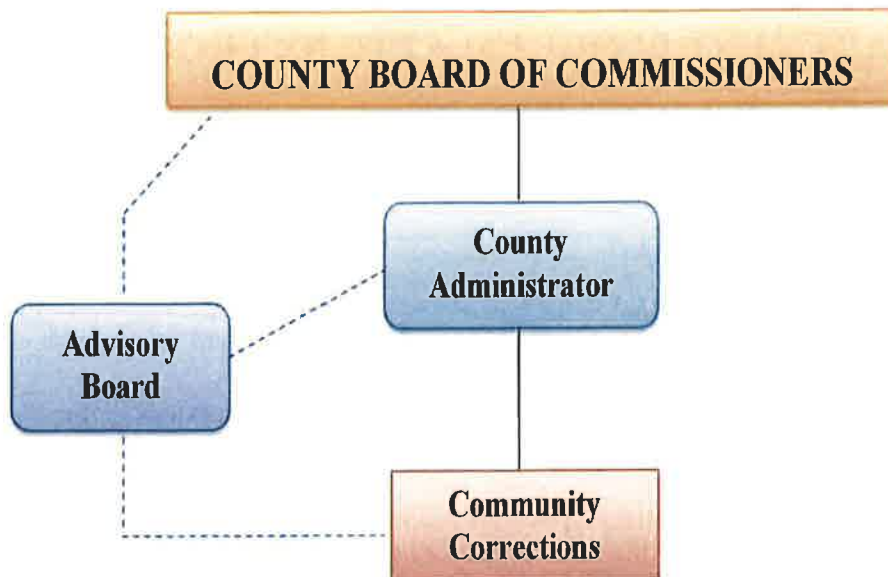 COUNTY BOARD OF COMMISSIONERS
County
Administrator
Advisory
Board
Community
Corrections